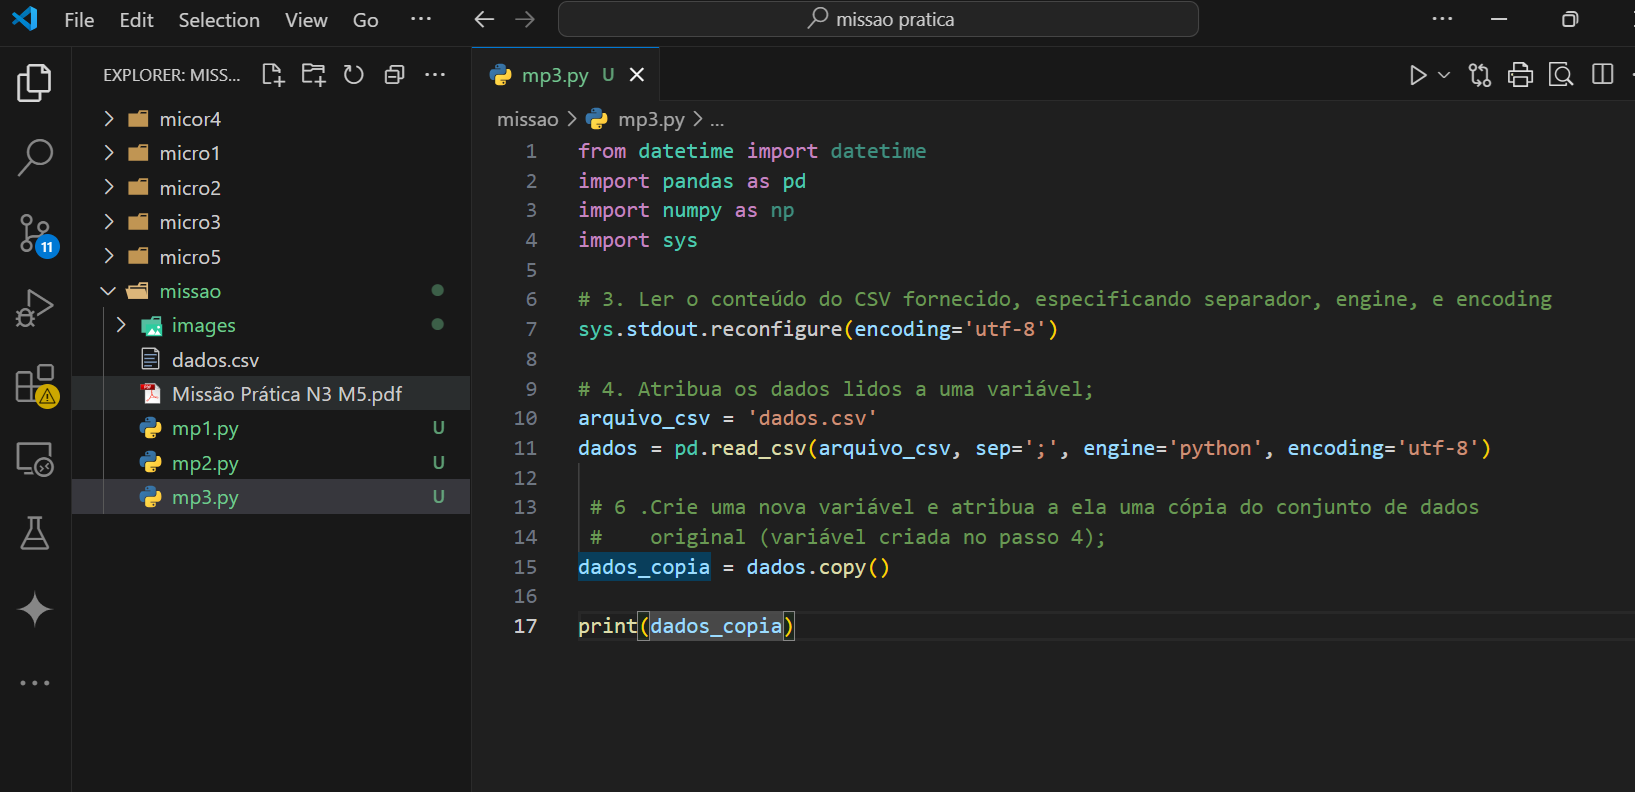 File Edit Selection View Go ··· missao pratica ···
EXPLORER: MISS... ···
micor4
micro1
micro2
micro3
micro5
missao
images
dados.csv
Missão Prática N3 M5.pdf
mp1.py U
mp2.py U
mp3.py U
11
···
mp3.py U
missao > mp3.py > ...
1 from datetime import datetime
2 import pandas as pd
3 import numpy as np
4 import sys
5
6 # 3. Ler o conteúdo do CSV fornecido, especificando separador, engine, e encoding
7 sys.stdout.reconfigure(encoding='utf-8')
8
9 # 4. Atribua os dados lidos a uma variável;
10 arquivo_csv = 'dados.csv'
11 dados = pd.read_csv(arquivo_csv, sep=';', engine='python', encoding='utf-8')
12
13 # 6 .Crie uma nova variável e atribua a ela uma cópia do conjunto de dados
14 #    original (variável criada no passo 4);
15 dados_copia = dados.copy()
16
17 print(dados_copia)